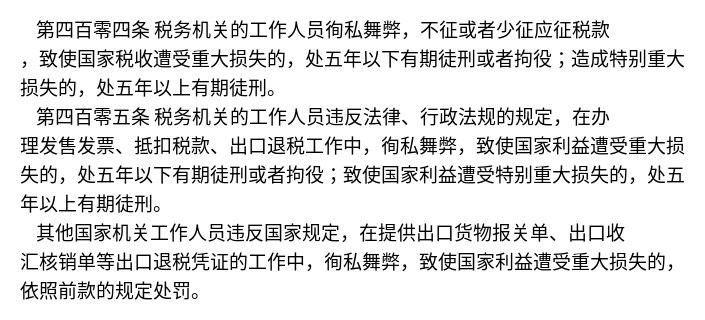 第四百零四条 税务机关的工作人员徇私舞弊，不征或者少征应征税款
，致使国家税收遭受重大损失的，处五年以下有期徒刑或者拘役；造成特别重大
损失的，处五年以上有期徒刑。
第四百零五条 税务机关的工作人员违反法律、行政法规的规定，在办
理发售发票、抵扣税款、出口退税工作中，徇私舞弊，致使国家利益遭受重大损
失的，处五年以下有期徒刑或者拘役；致使国家利益遭受特别重大损失的，处五
年以上有期徒刑。
其他国家机关工作人员违反国家规定，在提供出口货物报关单、出口收
汇核销单等出口退税凭证的工作中，徇私舞弊，致使国家利益遭受重大损失的，
依照前款的规定处罚。